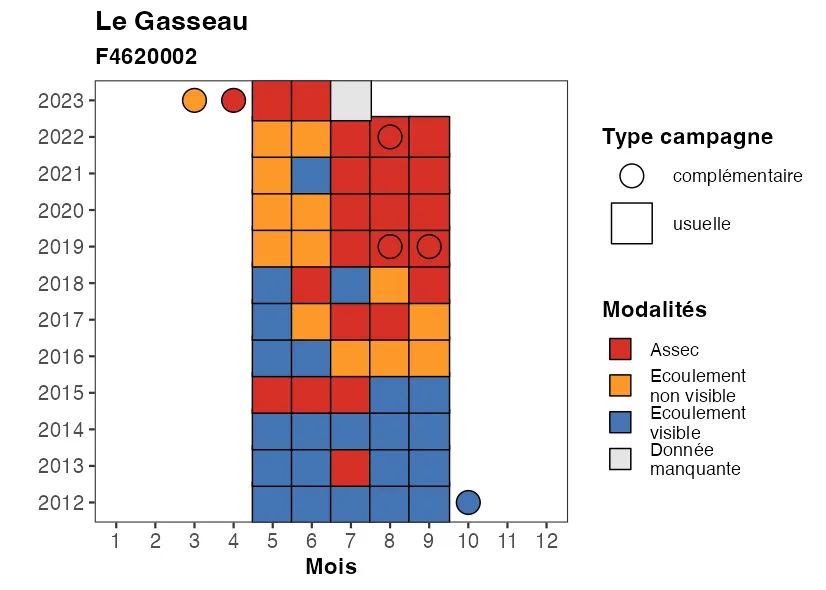 Le Gasseau
F4620002
2023
2022
2021
2020
2019
2018
2017
2016
2015
2014
2013
2012
1 2 3 4 5 6 7 8 9 10 11 12
Mois
Type campagne
complémentaire
usuelle
Modalités
Assec
Ecoulement
non visible
Ecoulement
visible
Donnée
manquante